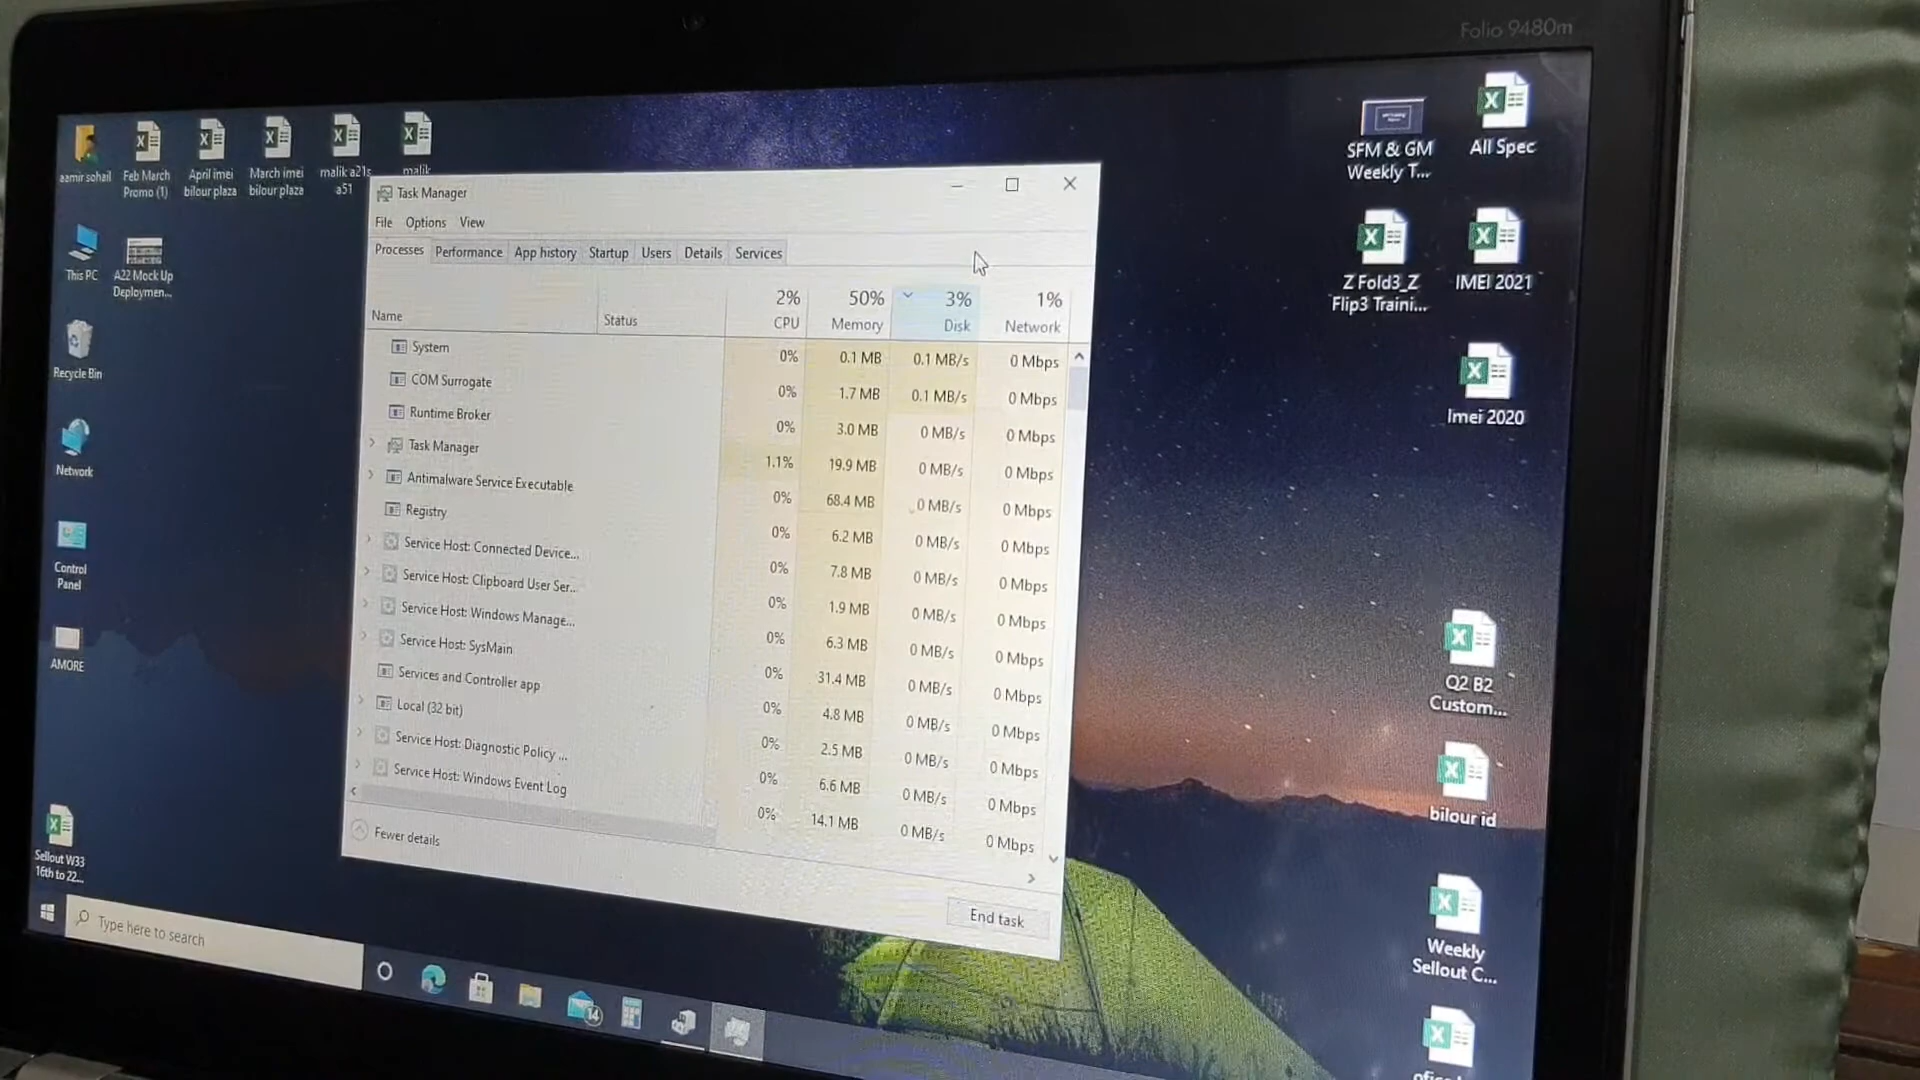 Folio 9480m
aamir sohail
Feb March
Promo (1)
April imei
bilour plaza
March imei
bilour plaza
malik a21s
a51
malik
This PC
A22 Mock Up
Deploymen...
Recycle Bin
Network
Control
Panel
AMORE
Sellout W33
16th to 22...
Task Manager
File Options View
Processes Performance App history Startup Users Details Services
2% 50% 3% 1%
Name Status CPU Memory Disk Network
System 0% 0.1 MB 0.1 MB/s 0 Mbps
COM Surrogate 0% 1.7 MB 0.1 MB/s 0 Mbps
Runtime Broker 0% 3.0 MB 0 MB/s 0 Mbps
Task Manager 1.1% 19.9 MB 0 MB/s 0 Mbps
Antimalware Service Executable 0% 68.4 MB 0 MB/s 0 Mbps
Registry 0% 6.2 MB 0 MB/s 0 Mbps
Service Host: Connected Device... 0% 7.8 MB 0 MB/s 0 Mbps
Service Host: Clipboard User Ser... 0% 1.9 MB 0 MB/s 0 Mbps
Service Host: Windows Manage... 0% 6.3 MB 0 MB/s 0 Mbps
Service Host: SysMain 0% 31.4 MB 0 MB/s 0 Mbps
Services and Controller app 0% 4.8 MB 0 MB/s 0 Mbps
Local (32 bit) 0% 2.5 MB 0 MB/s 0 Mbps
Service Host: Diagnostic Policy ... 0% 6.6 MB 0 MB/s 0 Mbps
Service Host: Windows Event Log 0% 14.1 MB 0 MB/s 0 Mbps
Fewer details
End task
SFM & GM
Weekly T...
All Spec
Z Fold3_Z
Flip3 Traini...
IMEI 2021
Imei 2020
Q2 B2
Custom...
bilour id
Weekly
Sellout C...
Type here to search
14